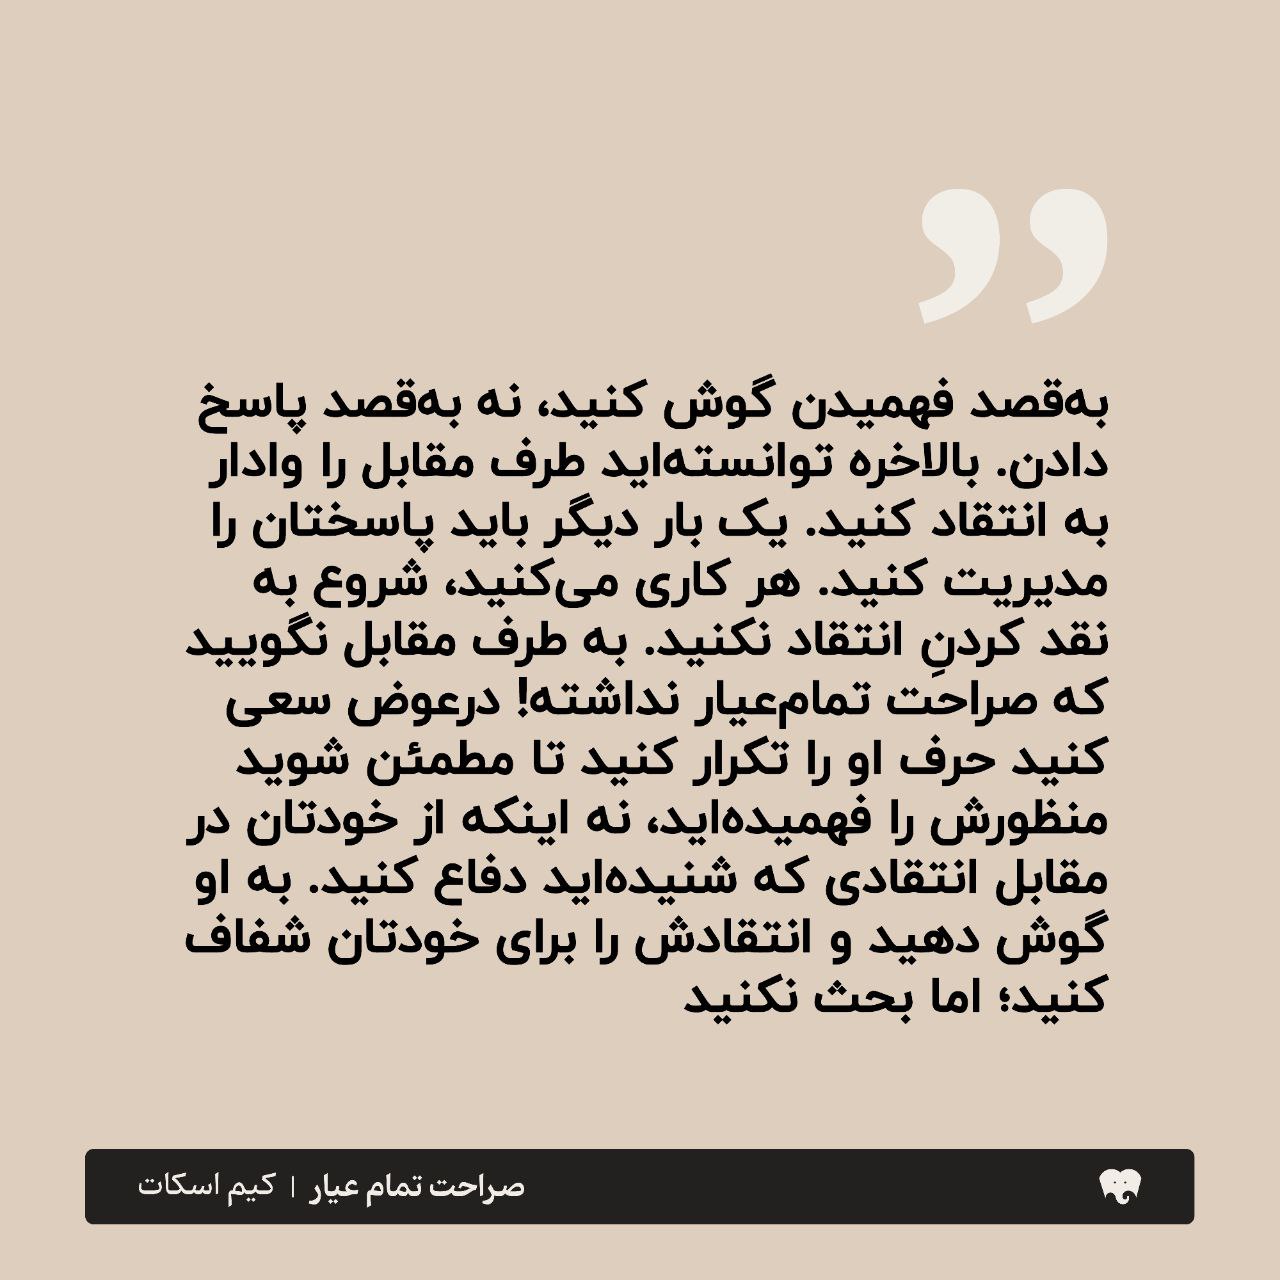 به‌قصد فهمیدن گوش کنید، نه به‌قصد پاسخ
دادن. بالاخره توانسته‌اید طرف مقابل را وادار
به انتقاد کنید. یک بار دیگر باید پاسختان را
مدیریت کنید. هر کاری می‌کنید، شروع به
نقد کردنِ انتقاد نکنید. به طرف مقابل نگویید
که صراحت تمام‌عیار نداشته! درعوض سعی
کنید حرف او را تکرار کنید تا مطمئن شوید
منظورش را فهمیده‌اید، نه اینکه از خودتان در
مقابل انتقادی که شنیده‌اید دفاع کنید. به او
گوش دهید و انتقادش را برای خودتان شفاف
کنید؛ اما بحث نکنید
صراحت تمام عیار | کیم اسکات